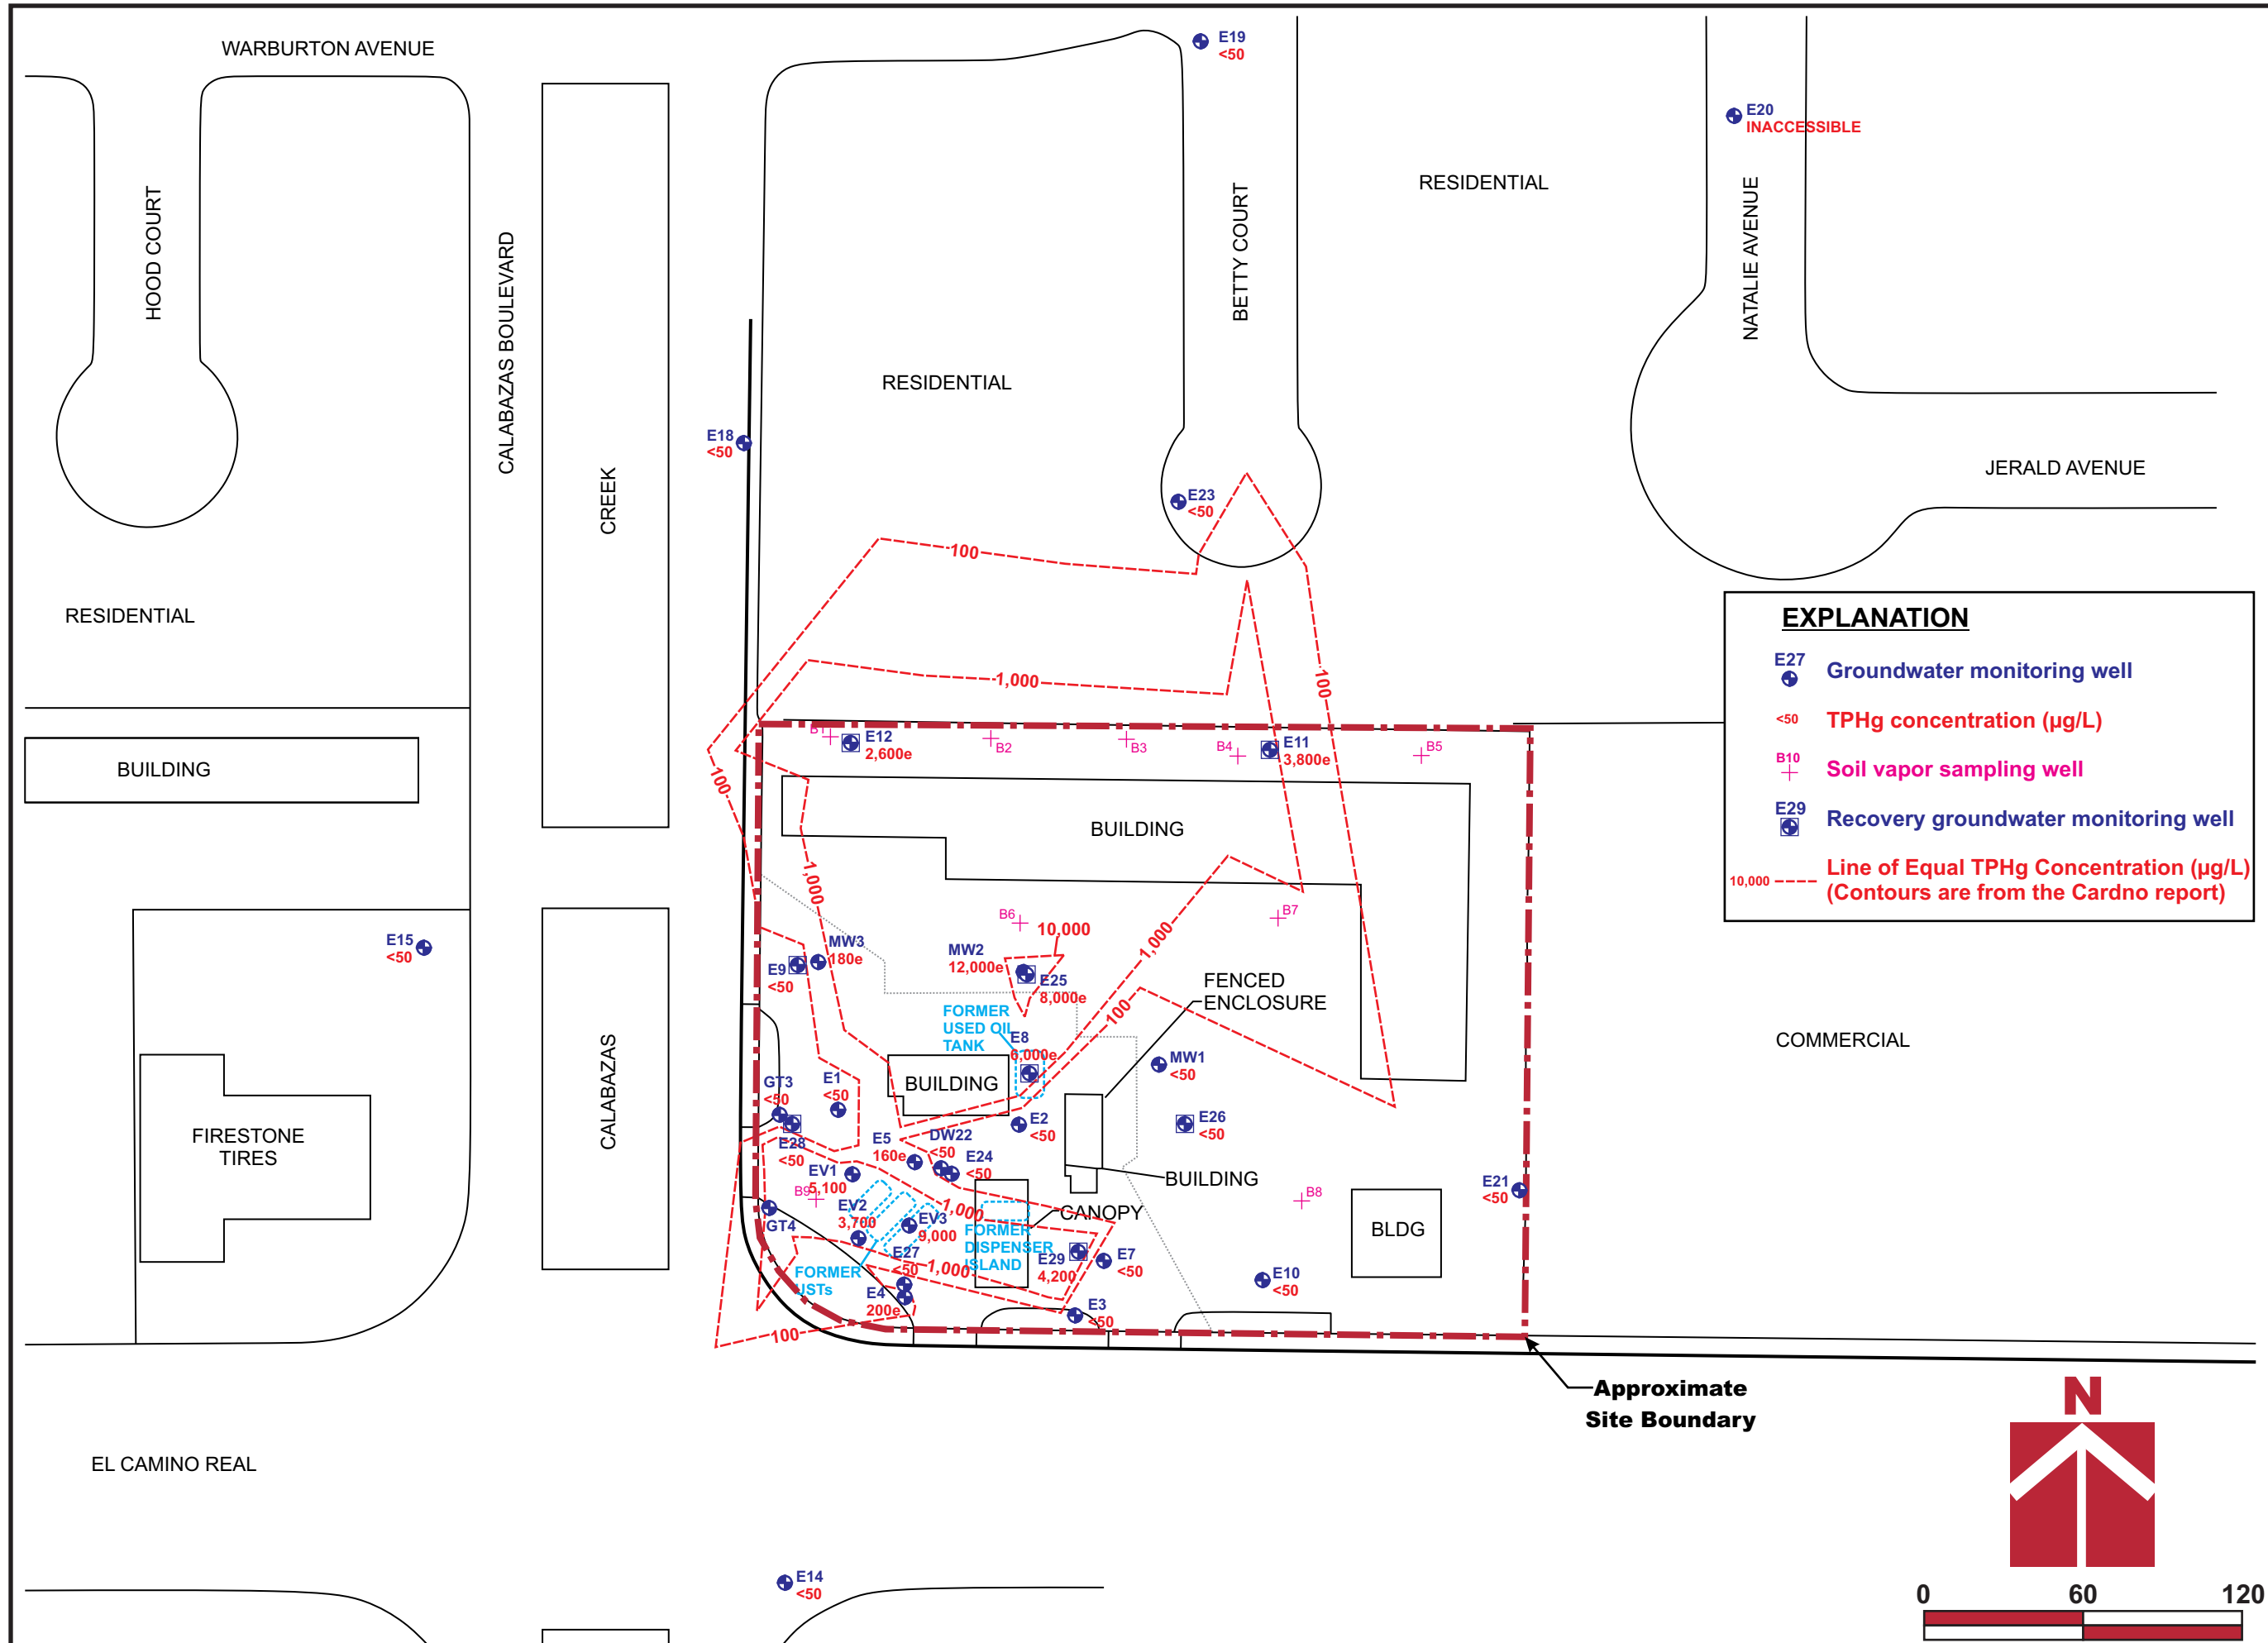 WARBURTON AVENUE
E19
<50
E20
INACCESSIBLE
HOOD COURT
CALABAZAS BOULEVARD
CREEK
BETTY COURT
RESIDENTIAL
NATALIE AVENUE
RESIDENTIAL
E18
<50
JERALD AVENUE
E23
<50
100
RESIDENTIAL
1,000
100
EXPLANATION
E27
Groundwater monitoring well
<50
TPHg concentration (µg/L)
B10
Soil vapor sampling well
E29
Recovery groundwater monitoring well
10,000
Line of Equal TPHg Concentration (µg/L)
(Contours are from the Cardno report)
B1
E12
2,600e
B2
B3
B4
E11
3,800e
B5
BUILDING
100
BUILDING
1,000
B6
B7
10,000
1,000
E15
<50
MW3
180e
E9
<50
MW2
12,000e
E25
8,000e
FENCED
ENCLOSURE
100
FORMER
USED OIL
TANK
E8
6,000e
COMMERCIAL
MW1
<50
BUILDING
GT3
<50
E1
<50
CALABAZAS
FIRESTONE
TIRES
E2
<50
E26
<50
E28
<50
E5
160e
DW22
<50
E24
<50
EV1
5,100
BUILDING
B9
B8
E21
<50
GT4
EV2
3,700
EV3
9,000
1,000
CANOPY
BLDG
FORMER
DISPENSER
ISLAND
E27
<50
1,000
E29
4,200
E7
<50
FORMER
USTs
E10
<50
E4
200e
E3
<50
100
Approximate
Site Boundary
N
EL CAMINO REAL
E14
<50
0 60 120